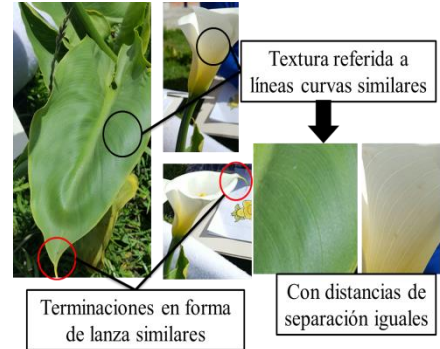 Textura referida a
líneas curvas similares
Terminaciones en forma
de lanza similares
Con distancias de
separación iguales